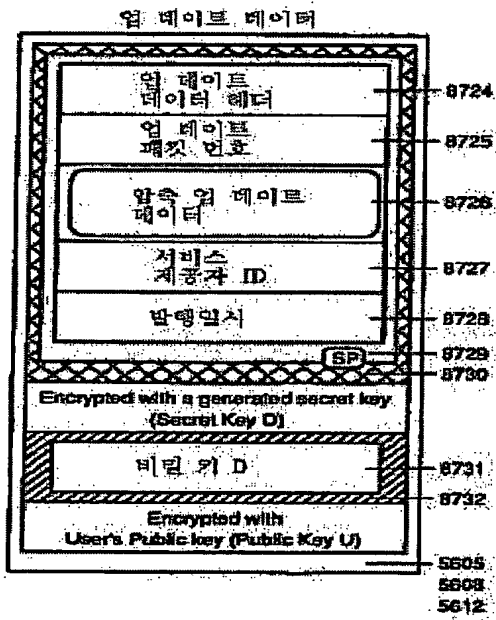 업 데이트 데이터
업 데이트
데이터 헤더
8724
업 데이트
패킷 번호
8725
압축 업 데이트
데이터
8726
서비스
제공자 ID
8727
발행일시
8728
SP
8729
8730
Encrypted with a generated secret key
(Secret Key D)
비밀 키 D
8731
8732
Encrypted with
User's Public key (Public Key U)
5605
5608
5612